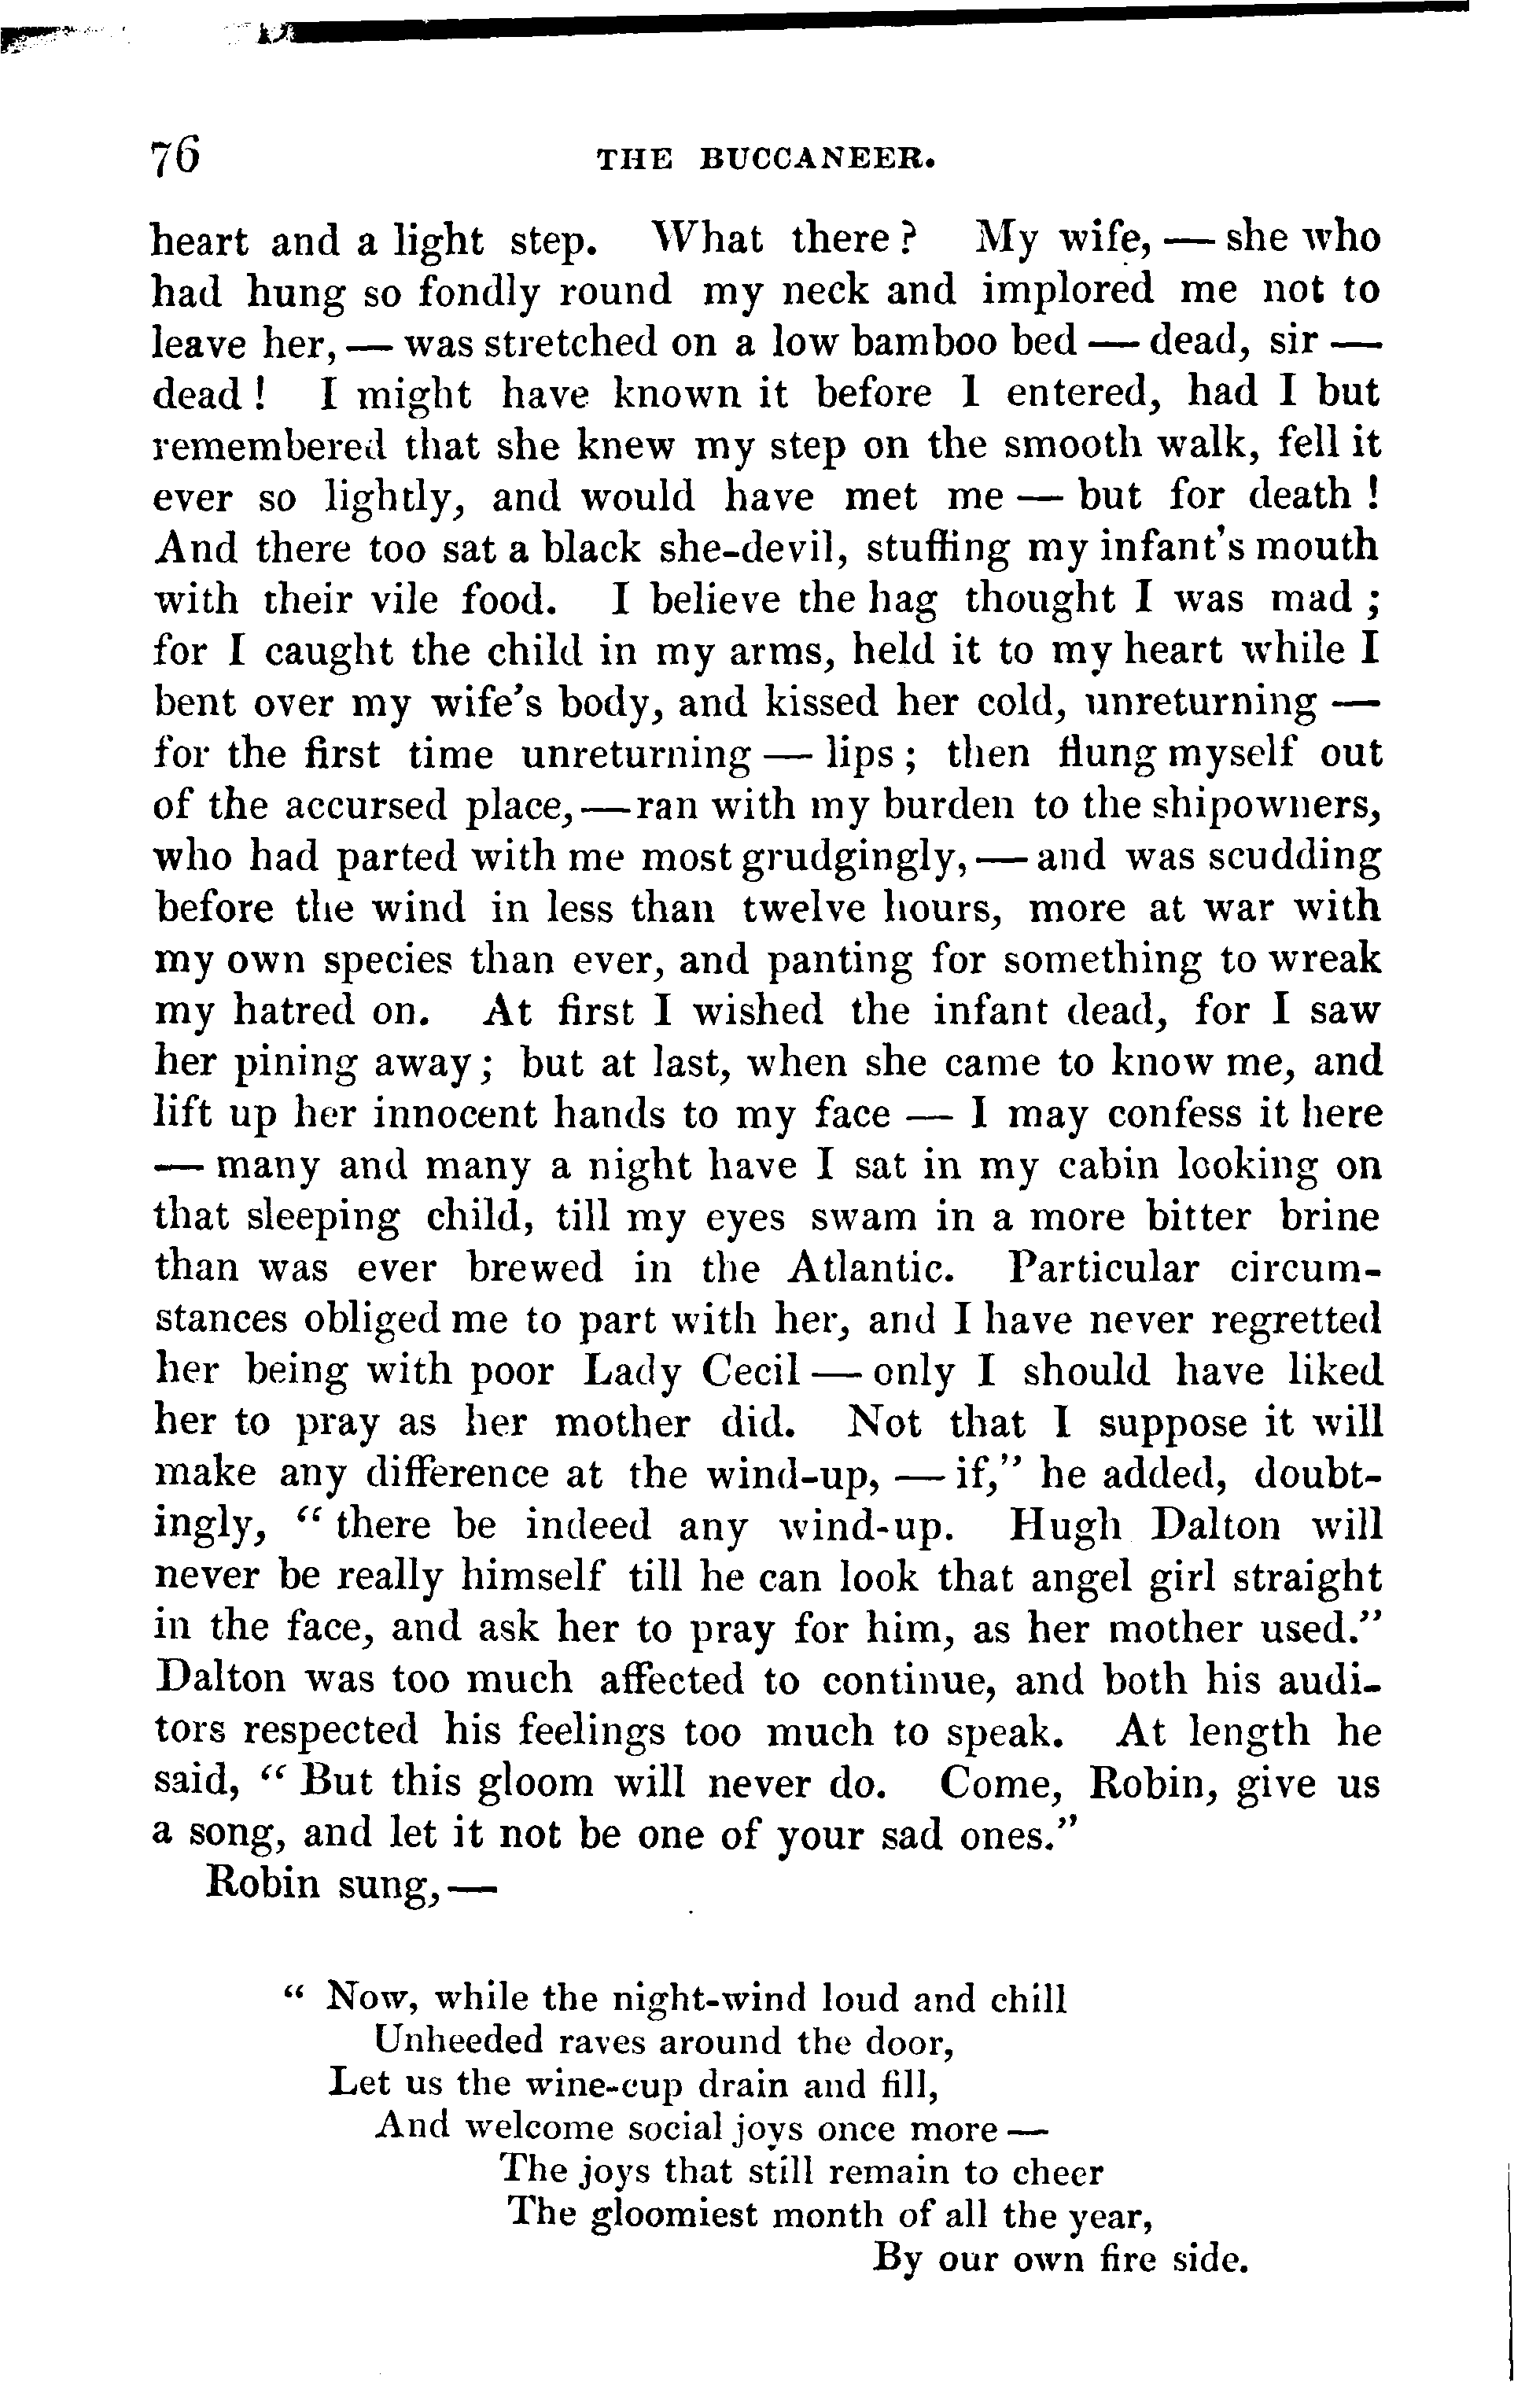 76 THE BUCCANEER.
heart and a light step. What there? My wife, — she who
had hung so fondly round my neck and implored me not to
leave her, — was stretched on a low bamboo bed — dead, sir —
dead! I might have known it before I entered, had I but
remembered that she knew my step on the smooth walk, fell it
ever so lightly, and would have met me — but for death!
And there too sat a black she-devil, stuffing my infant's mouth
with their vile food. I believe the hag thought I was mad;
for I caught the child in my arms, held it to my heart while I
bent over my wife's body, and kissed her cold, unreturning —
for the first time unreturning — lips; then flung myself out
of the accursed place, — ran with my burden to the shipowners,
who had parted with me most grudgingly, — and was scudding
before the wind in less than twelve hours, more at war with
my own species than ever, and panting for something to wreak
my hatred on. At first I wished the infant dead, for I saw
her pining away; but at last, when she came to know me, and
lift up her innocent hands to my face — I may confess it here
— many and many a night have I sat in my cabin looking on
that sleeping child, till my eyes swam in a more bitter brine
than was ever brewed in the Atlantic. Particular circum-
stances obliged me to part with her, and I have never regretted
her being with poor Lady Cecil — only I should have liked
her to pray as her mother did. Not that I suppose it will
make any difference at the wind-up, — if," he added, doubt-
ingly, "there be indeed any wind-up. Hugh Dalton will
never be really himself till he can look that angel girl straight
in the face, and ask her to pray for him, as her mother used."
Dalton was too much affected to continue, and both his audi-
tors respected his feelings too much to speak. At length he
said, "But this gloom will never do. Come, Robin, give us
a song, and let it not be one of your sad ones."
Robin sung, —
"Now, while the night-wind loud and chill
Unheeded raves around the door,
Let us the wine-cup drain and fill,
And welcome social joys once more —
The joys that still remain to cheer
The gloomiest month of all the year,
By our own fire side.